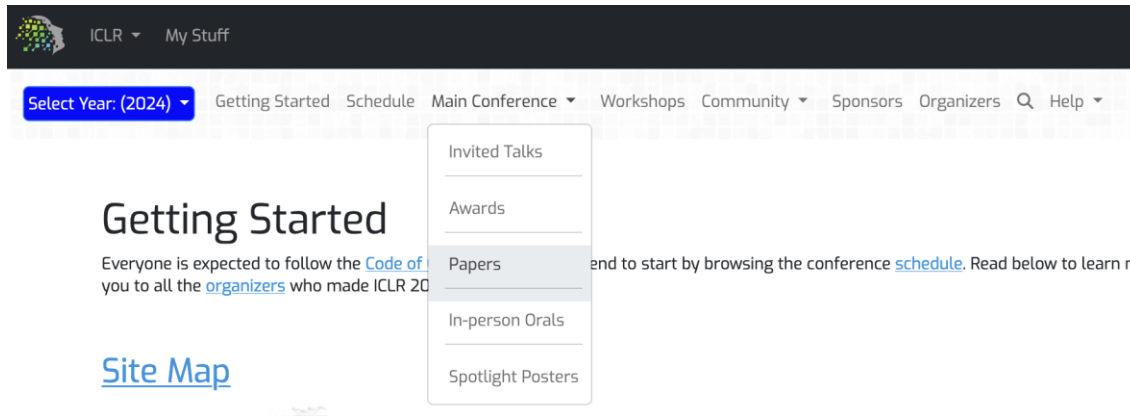 ICLR My Stuff
Select Year: (2024) Getting Started Schedule Main Conference Workshops Community Sponsors Organizers Help
Invited Talks
Awards
Papers
In-person Orals
Spotlight Posters
Getting Started
Everyone is expected to follow the Code of end to start by browsing the conference schedule. Read below to learn
you to all the organizers who made ICLR 20
Site Map